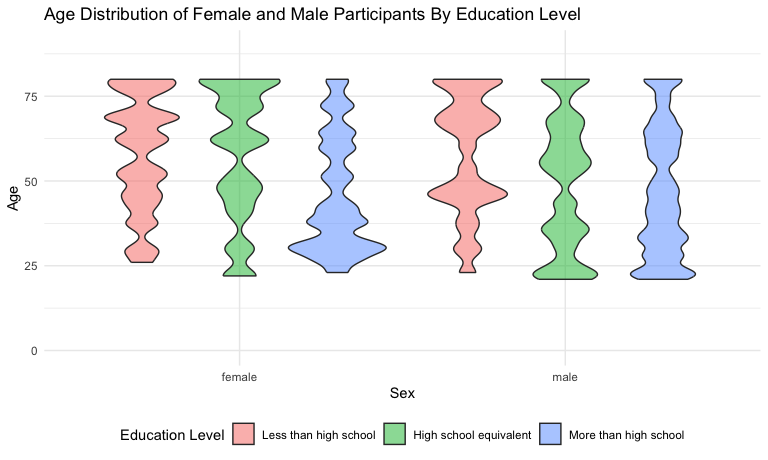 Age Distribution of Female and Male Participants By Education Level
75
50
25
0
Age
female male
Sex
Education Level Less than high school High school equivalent More than high school